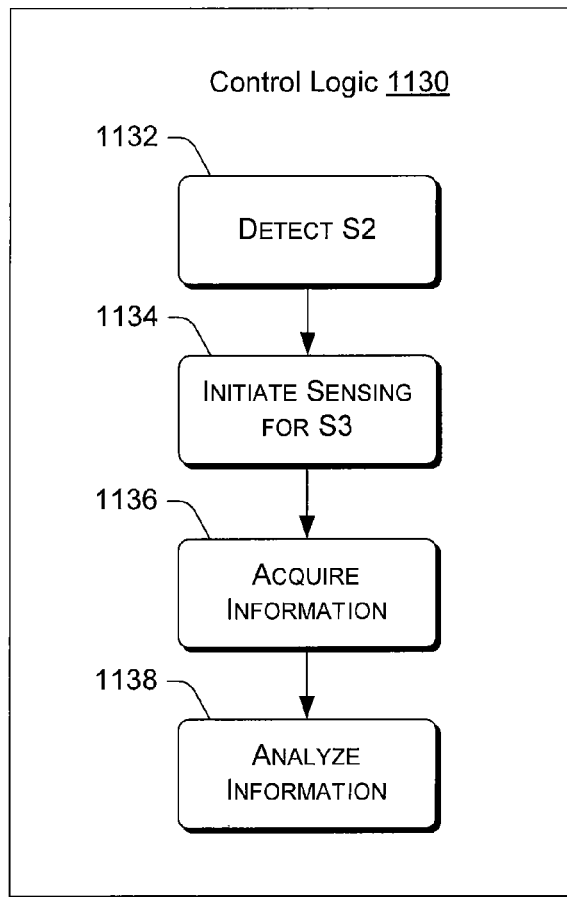 Control Logic 1130
1132
DETECT S2
1134
INITIATE SENSING
FOR S3
1136
ACQUIRE
INFORMATION
1138
ANALYZE
INFORMATION